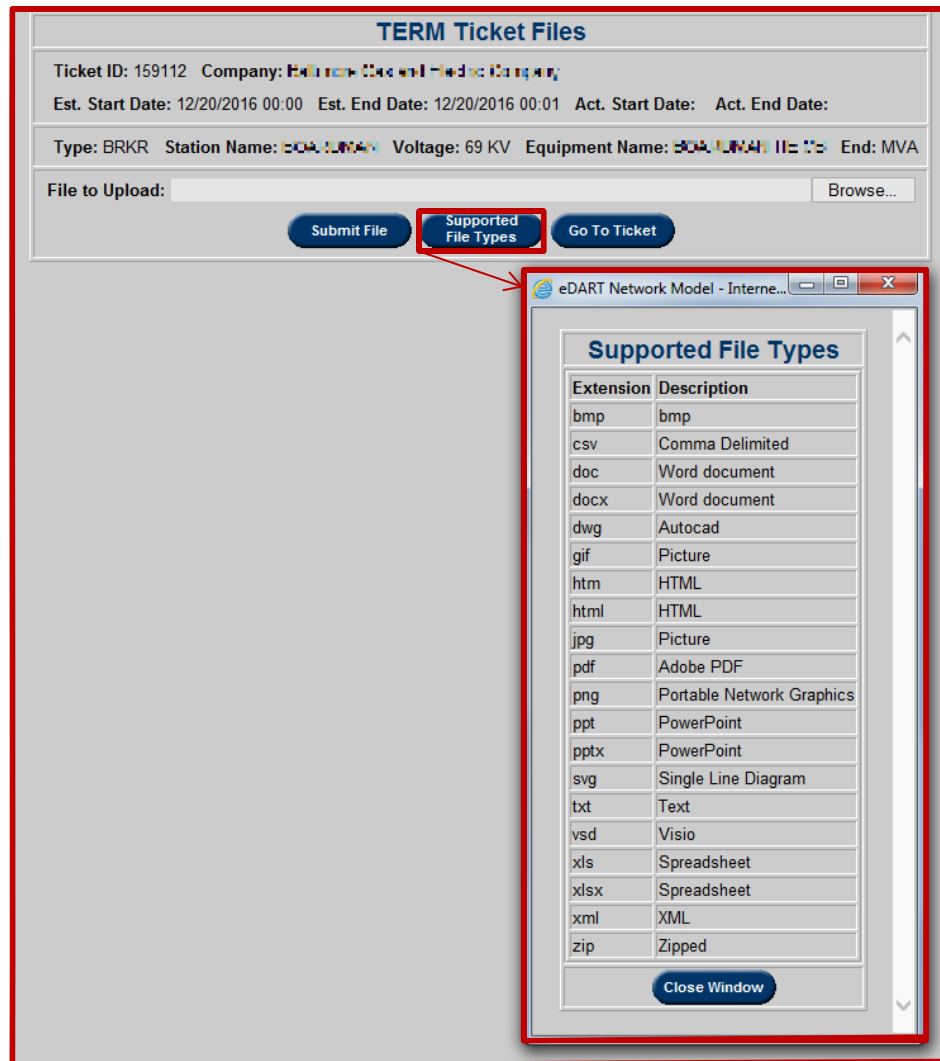 TERM Ticket Files
Ticket ID: 159112 Company:
Est. Start Date: 12/20/2016 00:00 Est. End Date: 12/20/2016 00:01 Act. Start Date: Act. End Date:
Type: BRKR Station Name: Voltage: 69 KV Equipment Name: End: MVA
File to Upload: Browse...
Submit File Supported File Types Go To Ticket
eDART Network Model - Interne...
Supported File Types
Extension Description
bmp bmp
csv Comma Delimited
doc Word document
docx Word document
dwg Autocad
gif Picture
htm HTML
html HTML
jpg Picture
pdf Adobe PDF
png Portable Network Graphics
ppt PowerPoint
pptx PowerPoint
svg Single Line Diagram
txt Text
vsd Visio
xls Spreadsheet
xlsx Spreadsheet
xml XML
zip Zipped
Close Window